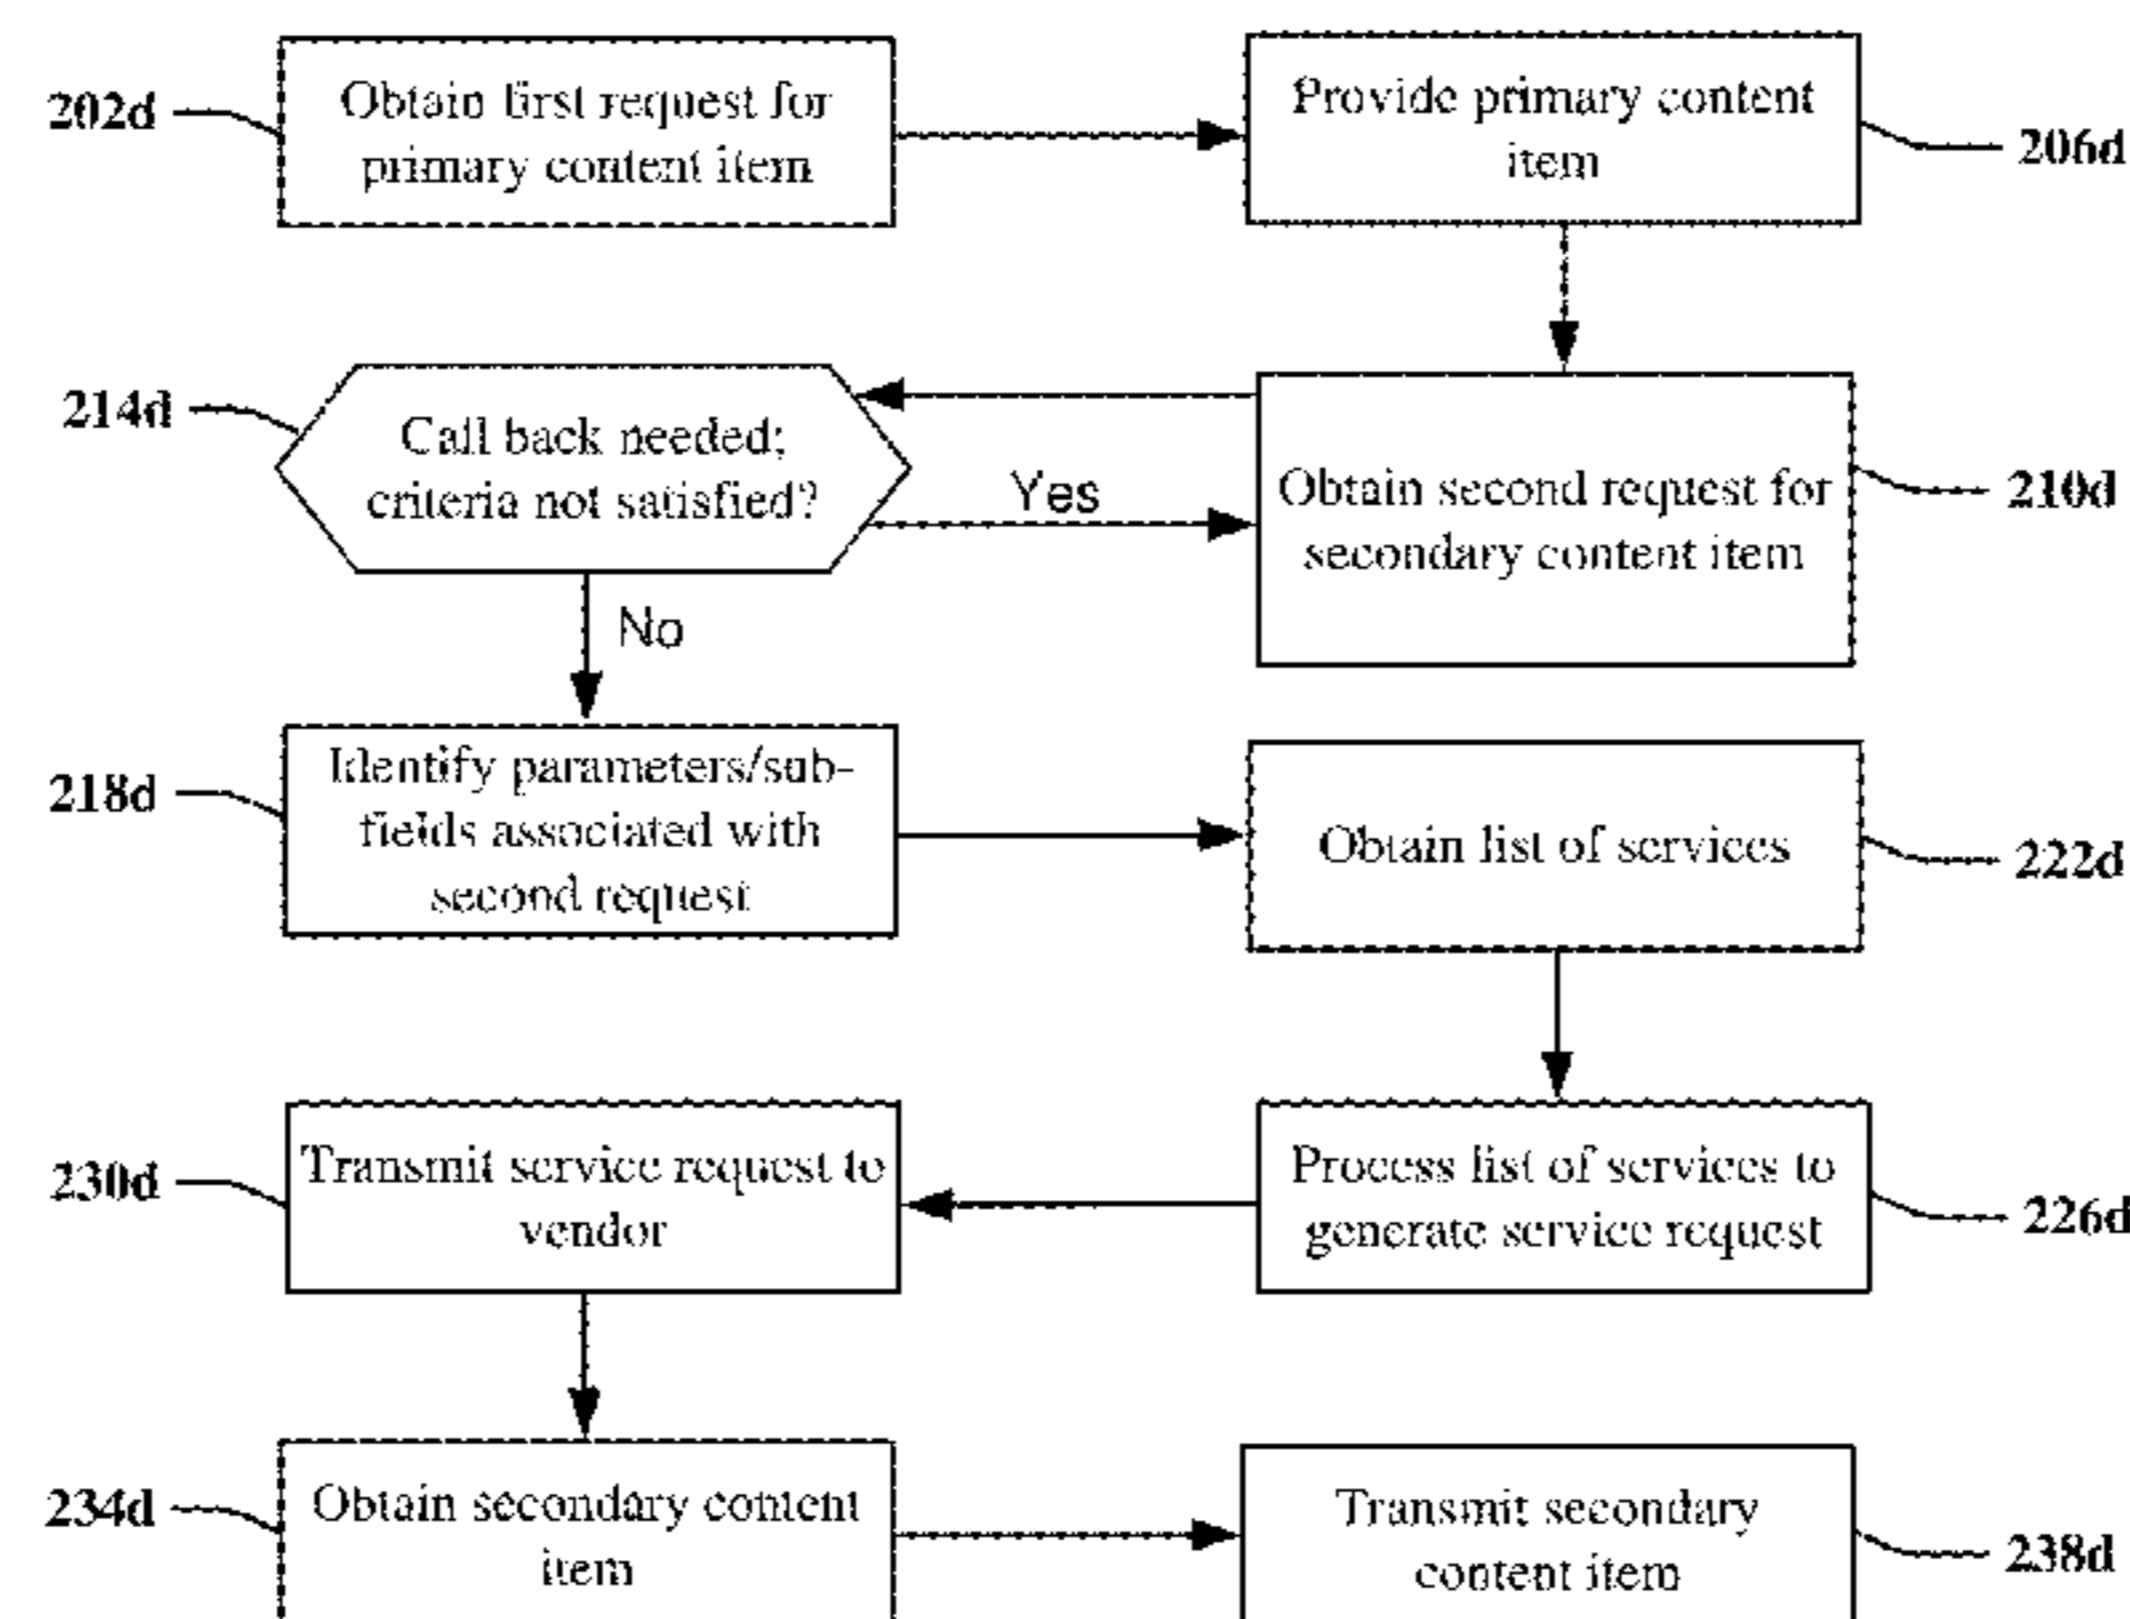 202d
Obtain first request for
primary content item
Provide primary content
item
206d
214d
Call back needed;
criteria not satisfied?
Yes
No
Obtain second request for
secondary content item
210d
218d
Identify parameters/sub-
fields associated with
second request
Obtain list of services
222d
230d
Transmit service request to
vendor
Process list of services to
generate service request
226d
234d
Obtain secondary content
item
Transmit secondary
content item
238d